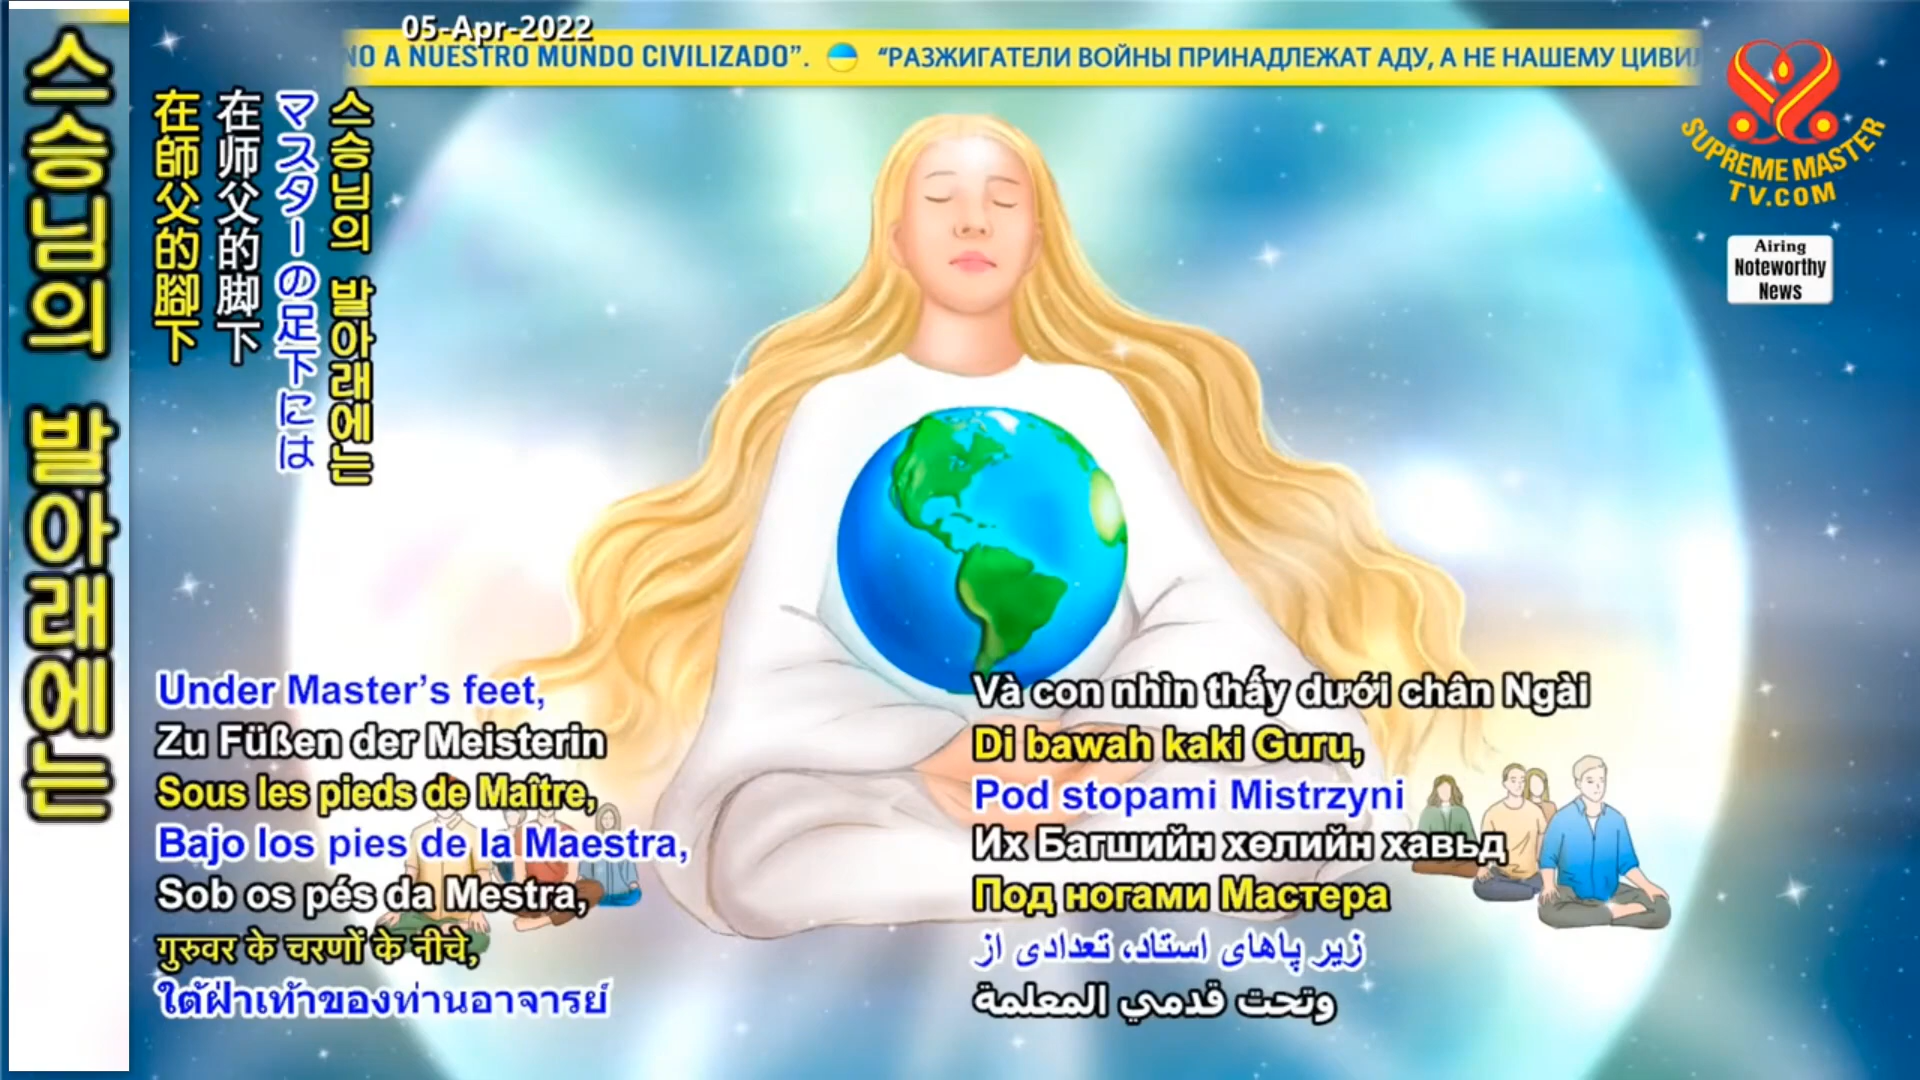 05-Apr-2022
NO A NUESTRO MUNDO CIVILIZADO”. “РАЗЖИГАТЕЛИ ВОЙНЫ ПРИНАДЛЕЖАТ АДУ, А НЕ НАШЕМУ ЦИВИЛ
SUPREME MASTER
TV.COM
Airing
Noteworthy
News
스승님의 발아래에는
在師父的腳下
在师父的脚下
マスターの足下には
스승님의 발아래에는
Under Master’s feet,
Zu Füßen der Meisterin
Sous les pieds de Maître,
Bajo los pies de la Maestra,
Sob os pés da Mestra,
गुरुवर के चरणों के नीचे,
ใต้ฝ่าเท้าของท่านอาจารย์
Và con nhìn thấy dưới chân Ngài
Di bawah kaki Guru,
Pod stopami Mistrzyni
Их Багшийн хөлийн хавьд
Под ногами Мастера
زیر پاهای استاد، تعدادی از
وتحت قدمي المعلمة